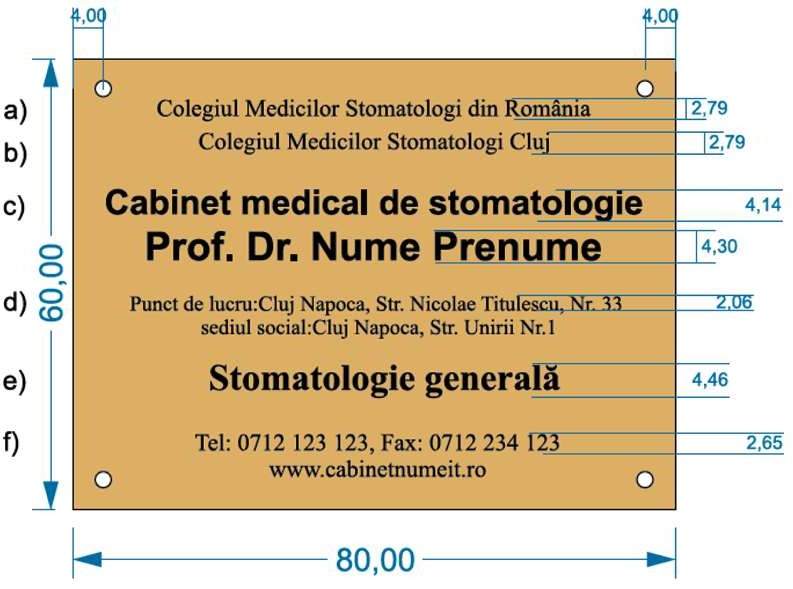 4,00 4,00
a) Colegiul Medicilor Stomatologi din România 2,79
b) Colegiul Medicilor Stomatologi Cluj 2,79
c) Cabinet medical de stomatologie 4,14
Prof. Dr. Nume Prenume 4,30
60,00
d) Punct de lucru:Cluj Napoca, Str. Nicolae Titulescu, Nr. 33 2,06
sediul social:Cluj Napoca, Str. Unirii Nr.1
e) Stomatologie generală 4,46
f) Tel: 0712 123 123, Fax: 0712 234 123 2,65
www.cabinetnumeit.ro
80,00